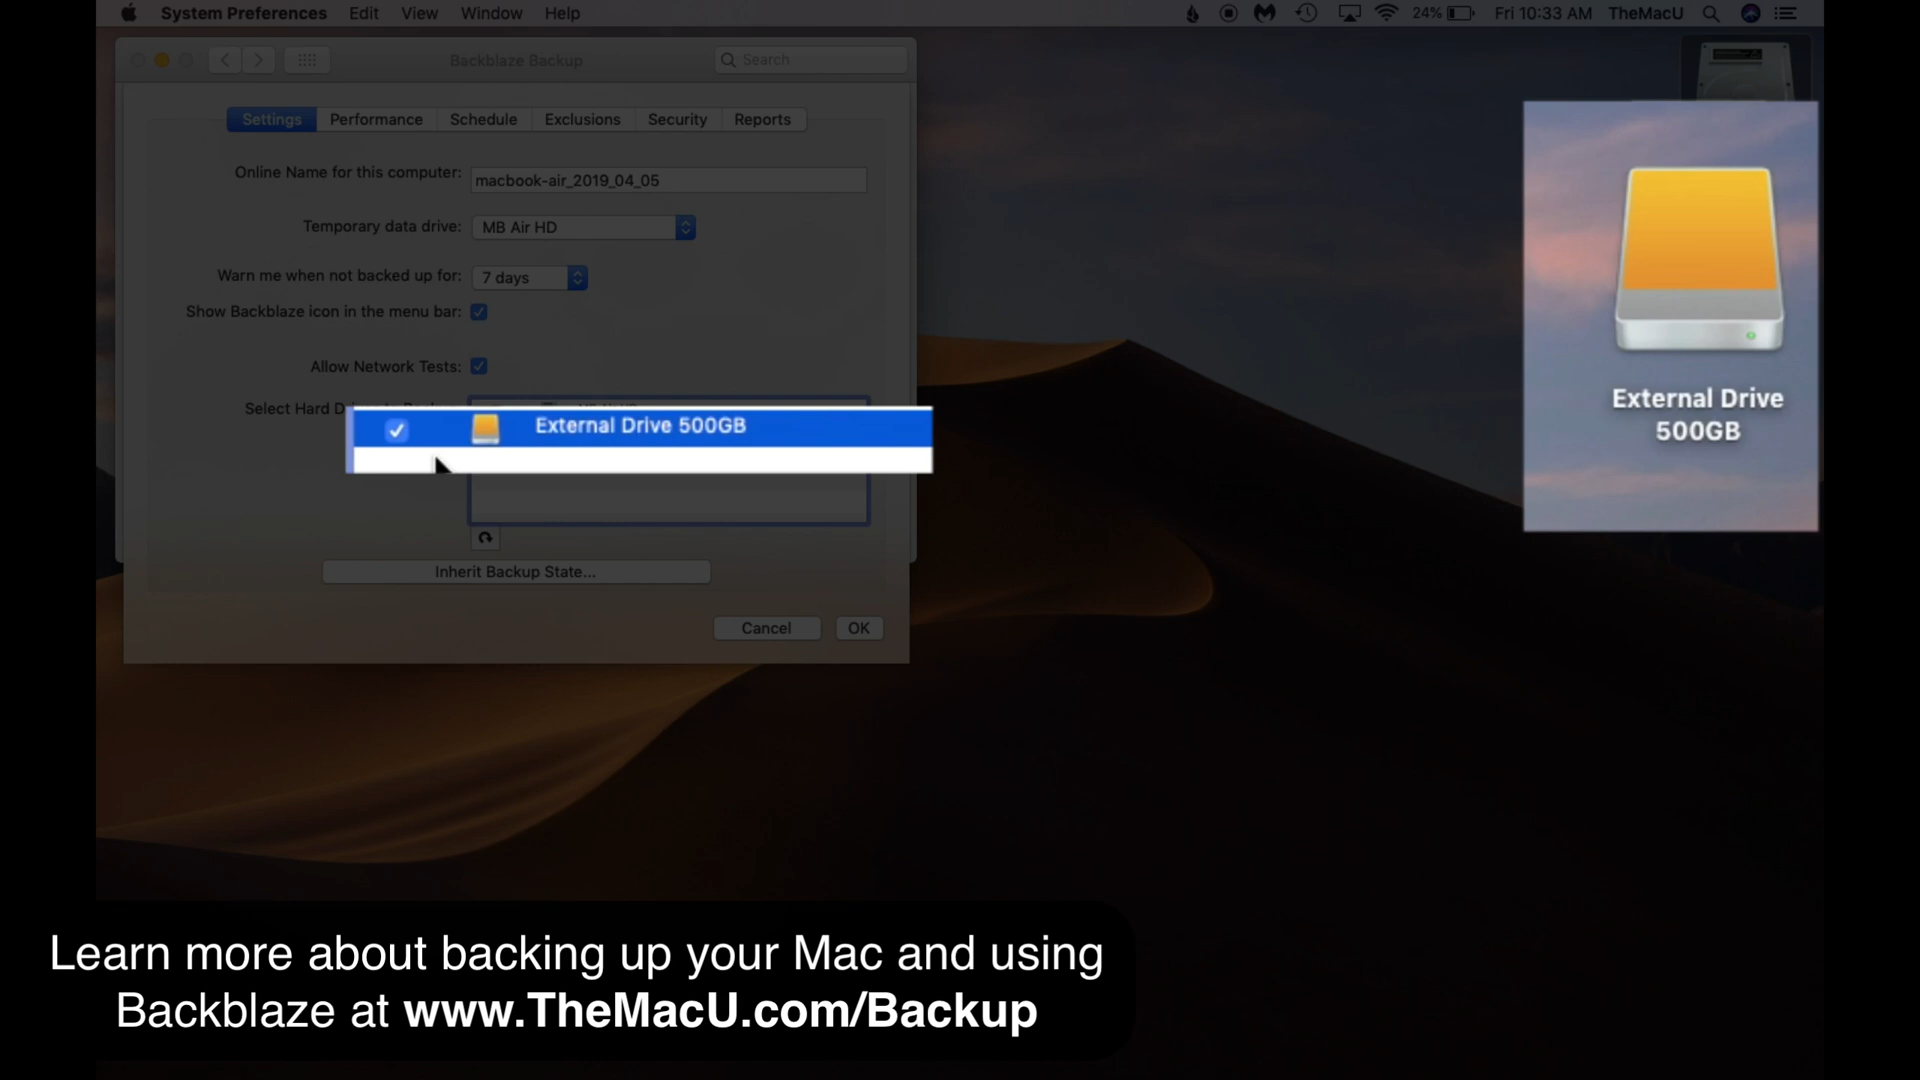 System Preferences Edit View Window Help 24% Fri 10:33 AM TheMacU
Backblaze Backup Search
Settings Performance Schedule Exclusions Security Reports
Online Name for this computer: macbook-air_2019_04_05
Temporary data drive: MB Air HD
Warn me when not backed up for: 7 days
Show Backblaze icon in the menu bar:
Allow Network Tests:
Select Hard
External Drive 500GB
Inherit Backup State...
Cancel OK
External Drive
500GB
Learn more about backing up your Mac and using
Backblaze at www.TheMacU.com/Backup